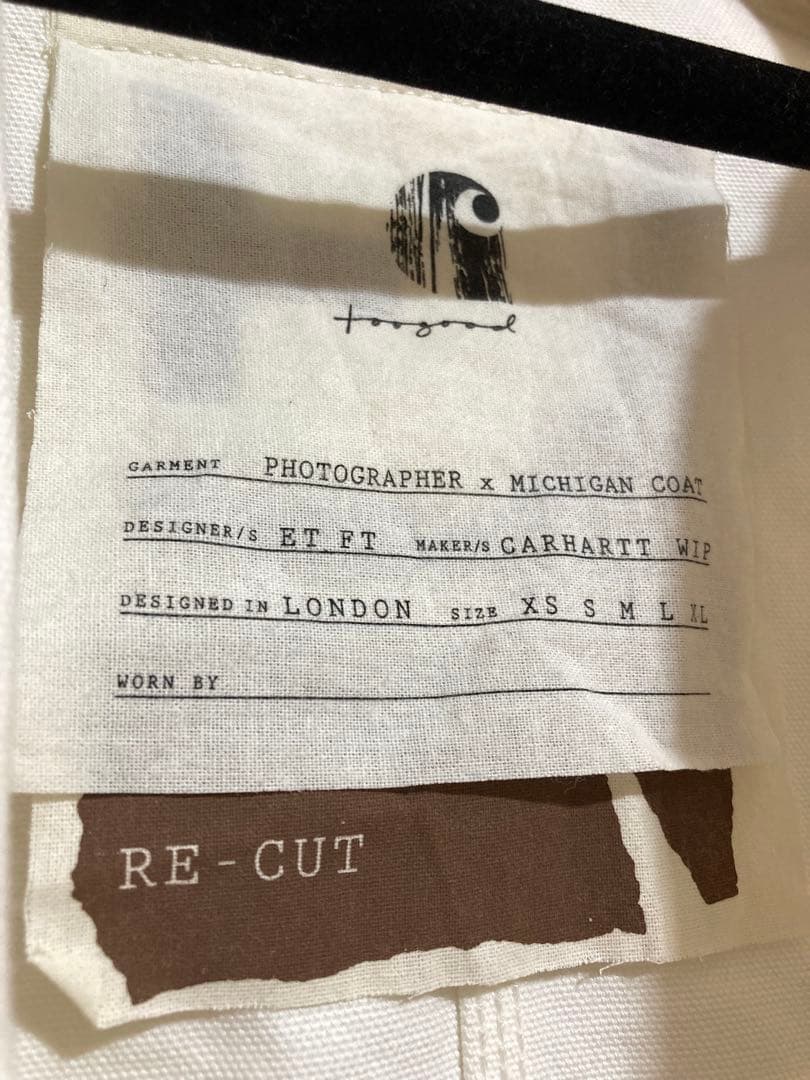 toogood
GARMENT PHOTOGRAPHER x MICHIGAN COAT
DESIGNER/S ET FT MAKER/S CARHARTT WIP
DESIGNED IN LONDON SIZE XS S M L XL
WORN BY
RE-CUT